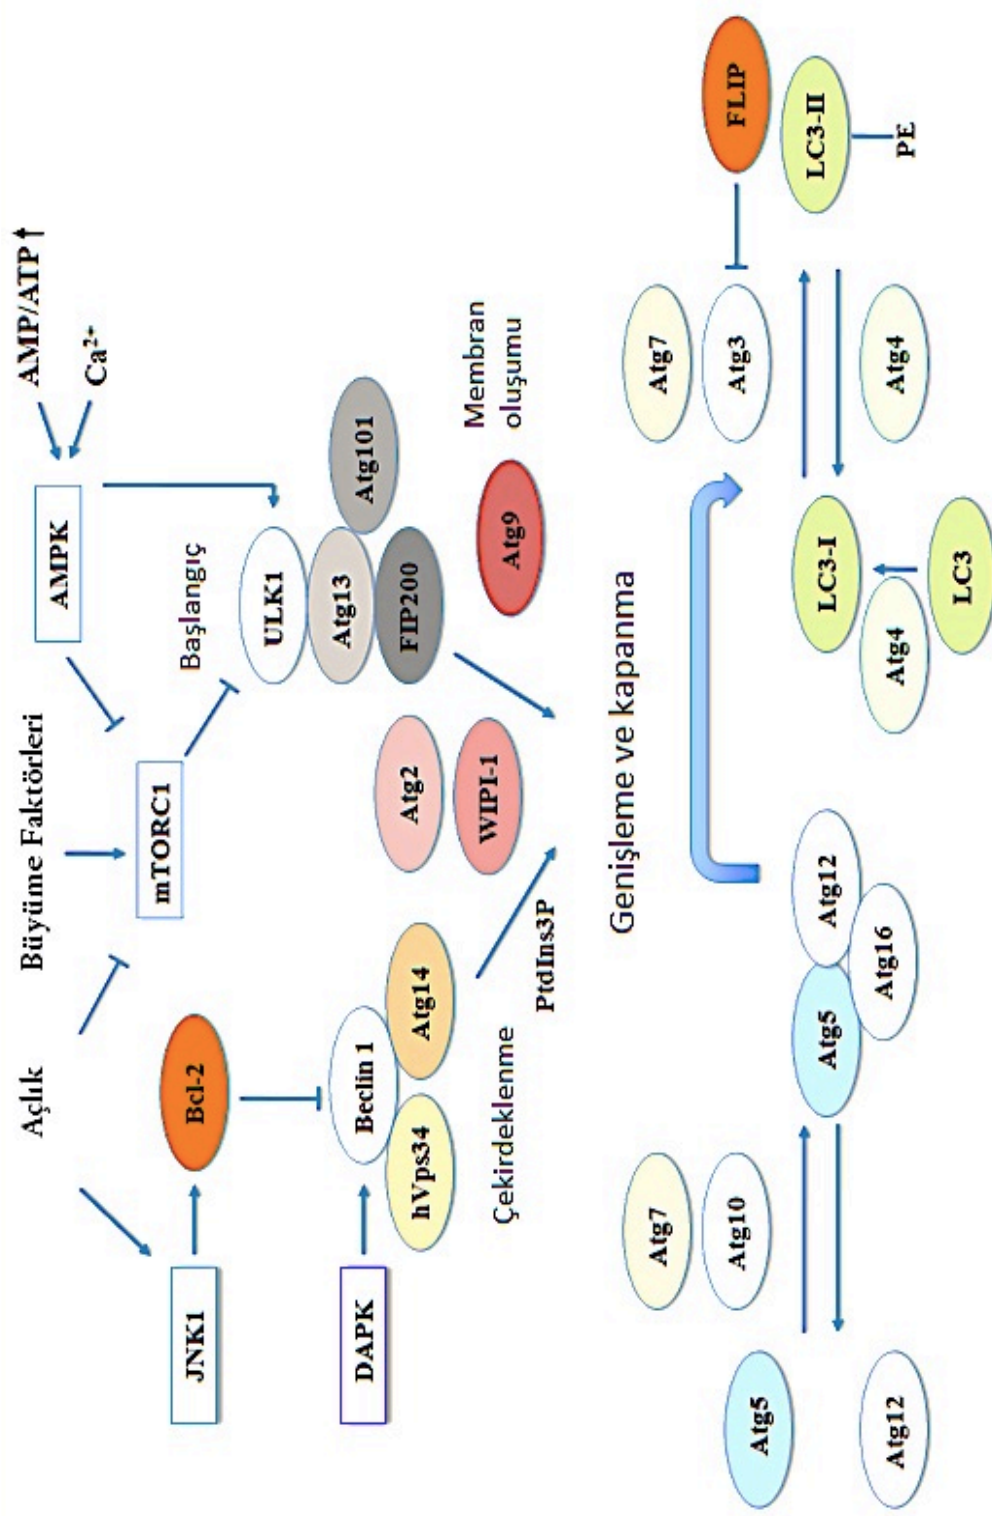 Açlık
Büyüme Faktörleri
AMP/ATP↑
Ca²⁺
AMPK
JNK1
Bcl-2
mTORC1
Başlangıç
DAPK
Beclin 1
hVps34
Atg14
ULK1
Atg13
Atg101
FIP200
Atg2
WIPI-1
Atg9
Membran
oluşumu
Çekirdeklenme
PtdIns3P
Genişleme ve kapanma
Atg7
Atg10
Atg5
Atg12
Atg5
Atg12
Atg16
Atg7
Atg3
FLIP
LC3-I
LC3-II
PE
Atg4
Atg4
LC3